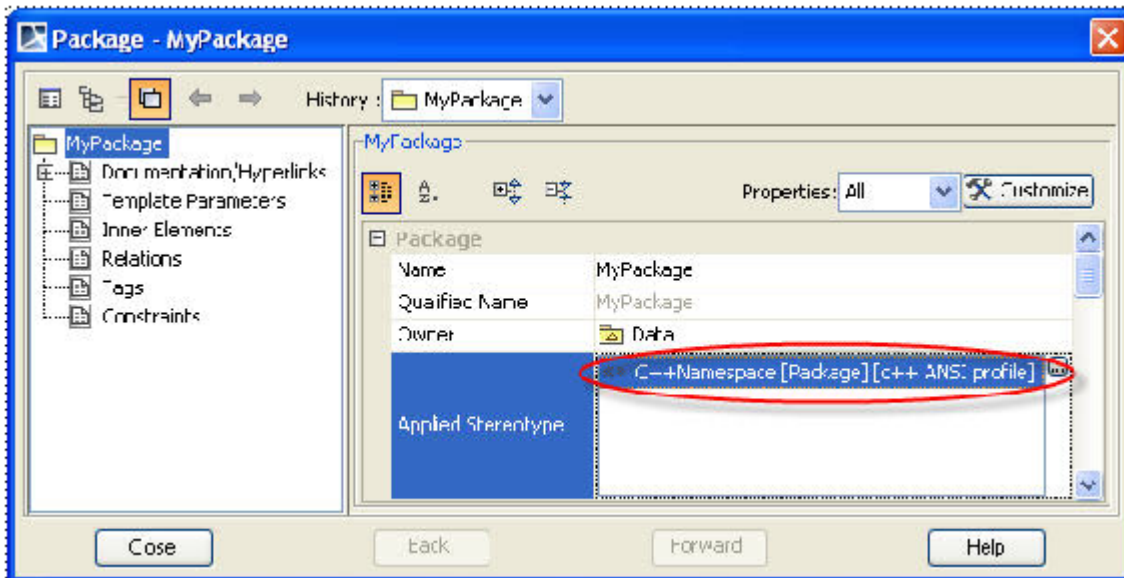 Package - MyPackage
History : MyPackage
MyPackage
Documentation/Hyperlinks
Template Parameters
Inner Elements
Relations
Tags
Constraints
MyPackage
Properties: All Customize
Package
Name MyPackage
Qualified Name MyPackage
Owner Data
Applied Stereotype C++Namespace [Package] [c++ ANSI profile]
Close Back Forward Help